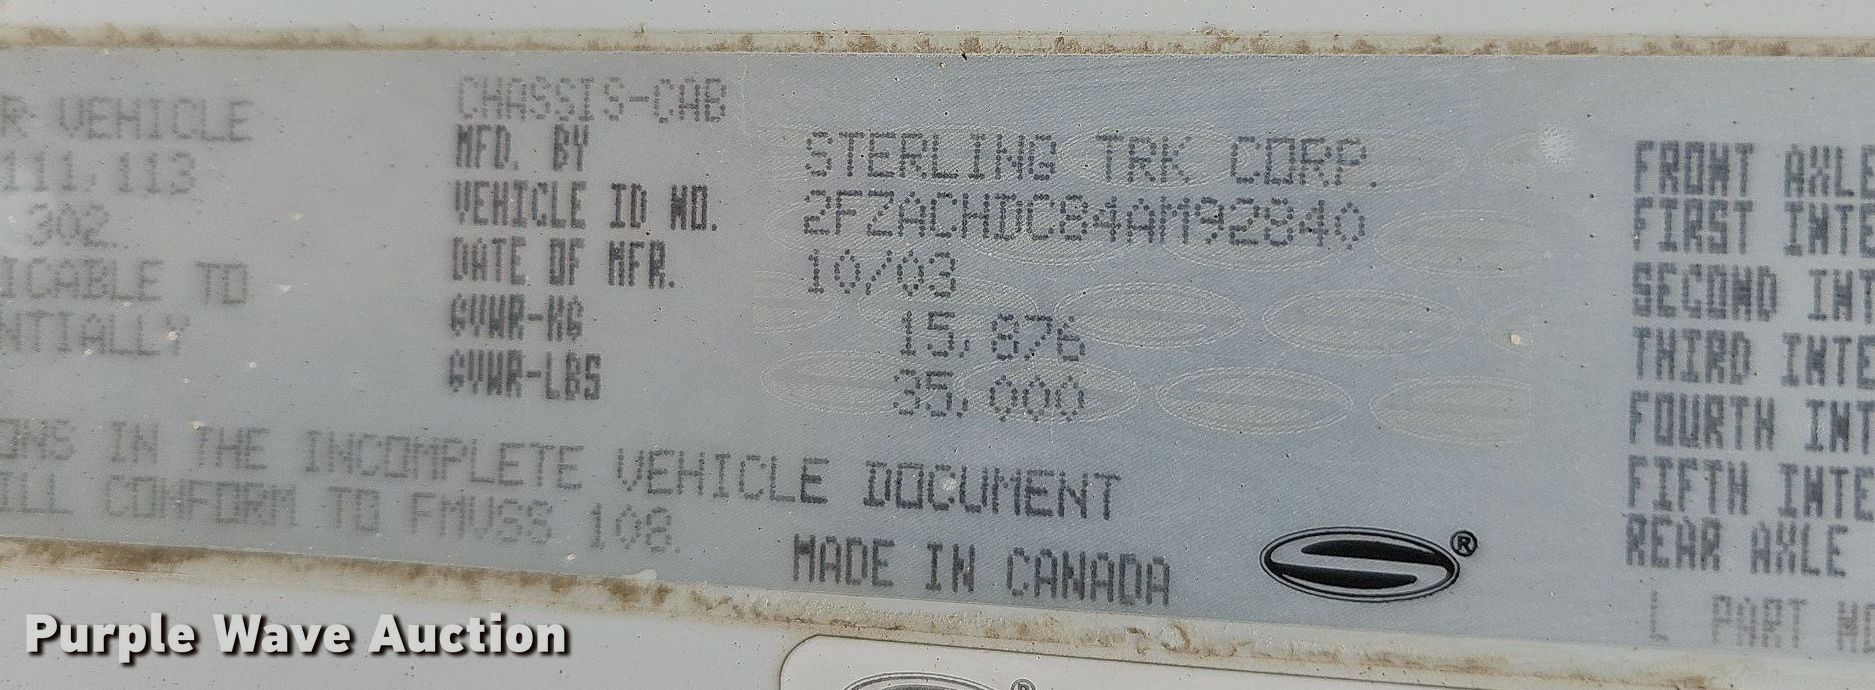 R VEHICLE
111, 113
302
ICABLE TO
NTIALLY
CHASSIS-CAB
MFD. BY STERLING TRK CORP.
VEHICLE ID NO. 2FZACHDC84AM92840
DATE OF MFR. 10/03
GVWR-KG 15,876
GVWR-LBS 35,000
ONS IN THE INCOMPLETE VEHICLE DOCUMENT
ILL CONFORM TO FMVSS 108.
MADE IN CANADA
S®
FRONT AXLE
FIRST INTE
SECOND INT
THIRD INTE
FOURTH INT
FIFTH INTE
REAR AXLE
PART
Purple Wave Auction
®